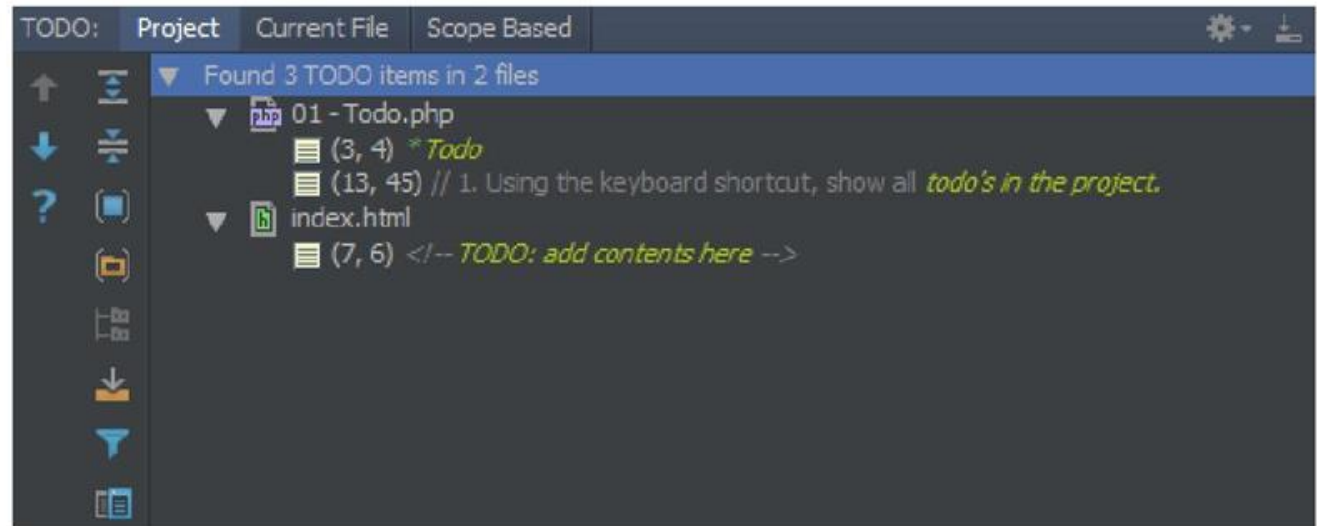 TODO: Project Current File Scope Based
Found 3 TODO items in 2 files
php 01 - Todo.php
(3, 4) * Todo
(13, 45) // 1. Using the keyboard shortcut, show all todo's in the project.
h index.html
(7, 6) <!-- TODO: add contents here -->
?